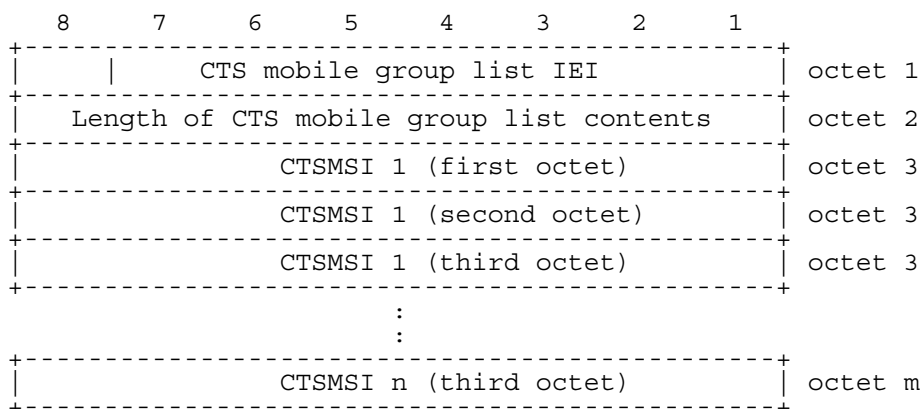 8     7     6     5     4     3     2     1
+-----------------------------------------------+
|     |     CTS mobile group list IEI           | octet 1
+-----------------------------------------------+
|   Length of CTS mobile group list contents    | octet 2
+-----------------------------------------------+
|                CTSMSI 1 (first octet)         | octet 3
+-----------------------------------------------+
|                CTSMSI 1 (second octet)        | octet 3
+-----------------------------------------------+
|                CTSMSI 1 (third octet)         | octet 3
+-----------------------------------------------+
                        :
                        :
+-----------------------------------------------+
|                CTSMSI n (third octet)         | octet m
+-----------------------------------------------+